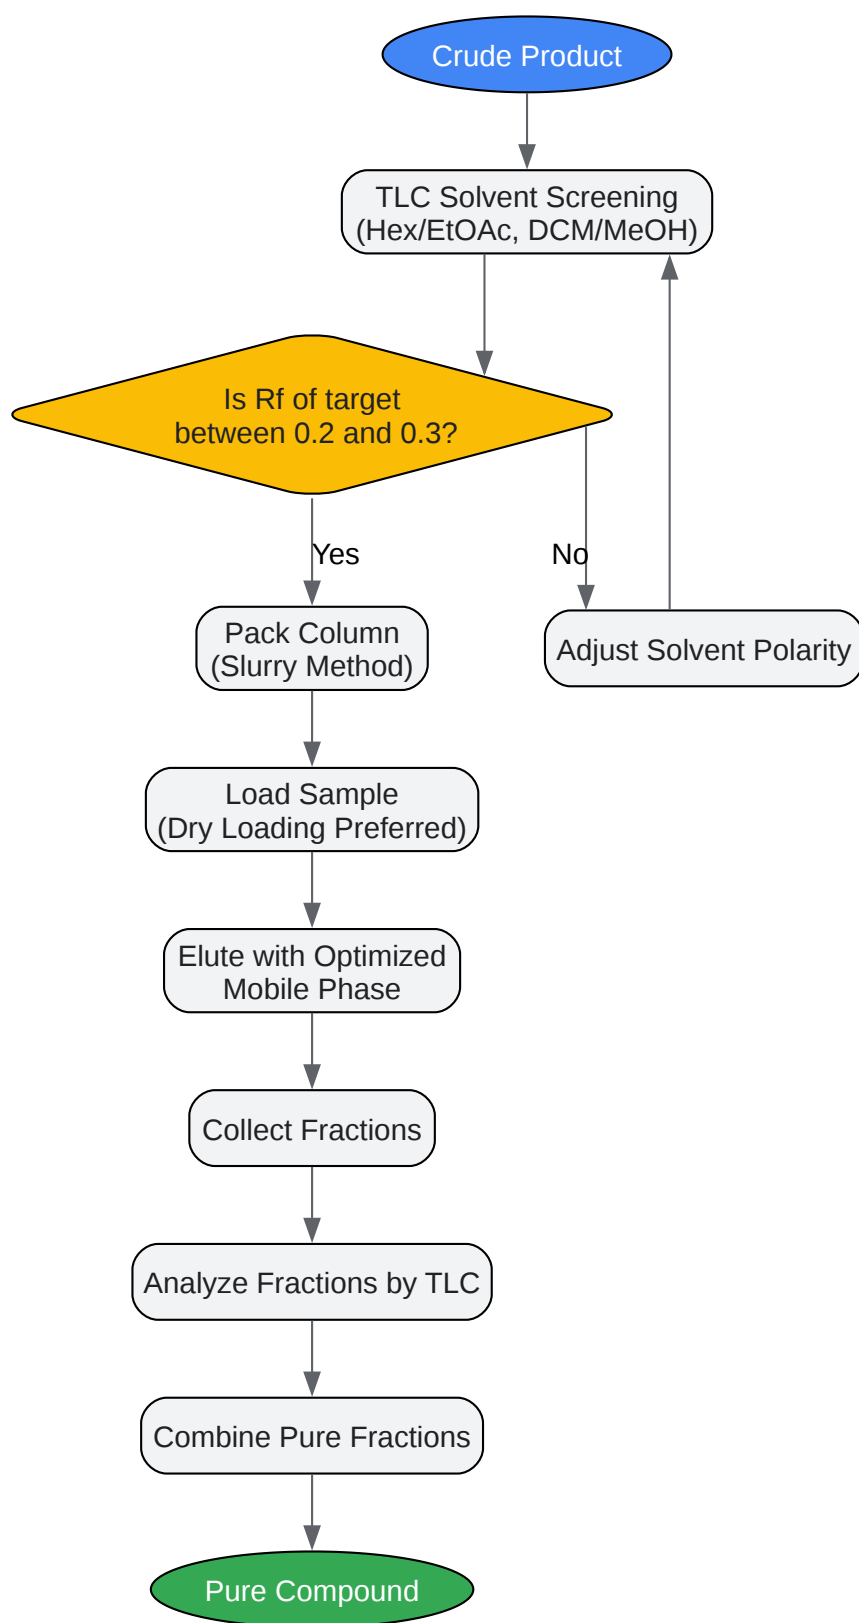 Crude Product
TLC Solvent Screening
(Hex/EtOAc, DCM/MeOH)
Is Rf of target
between 0.2 and 0.3?
Yes
No
Pack Column
(Slurry Method)
Adjust Solvent Polarity
Load Sample
(Dry Loading Preferred)
Elute with Optimized
Mobile Phase
Collect Fractions
Analyze Fractions by TLC
Combine Pure Fractions
Pure Compound